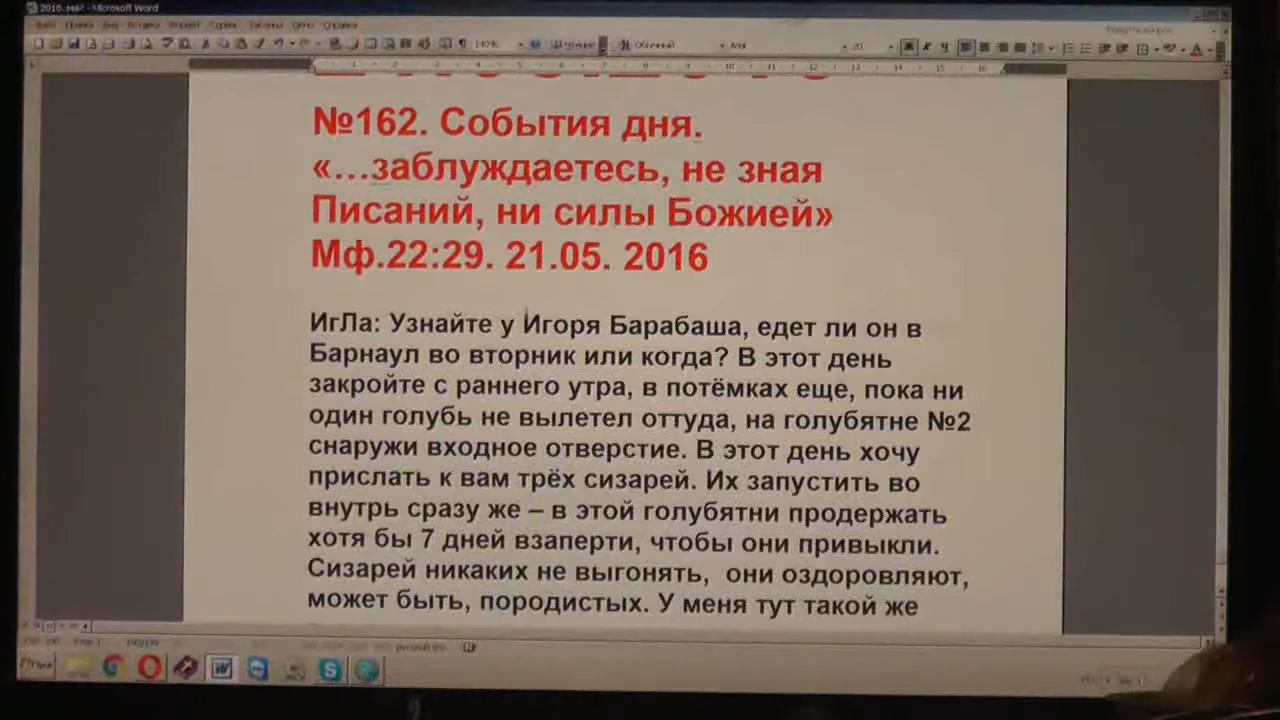 2016. май - Microsoft Word
№162. События дня.
«…заблуждаетесь, не зная
Писаний, ни силы Божией»
Мф.22:29. 21.05. 2016
ИгЛа: Узнайте у Игоря Барабаша, едет ли он в
Барнаул во вторник или когда? В этот день
закройте с раннего утра, в потёмках еще, пока ни
один голубь не вылетел оттуда, на голубятне №2
снаружи входное отверстие. В этот день хочу
прислать к вам трёх сизарей. Их запустить во
внутрь сразу же – в этой голубятни продержать
хотя бы 7 дней взаперти, чтобы они привыкли.
Сизарей никаких не выгонять, они оздоровляют,
может быть, породистых. У меня тут такой же